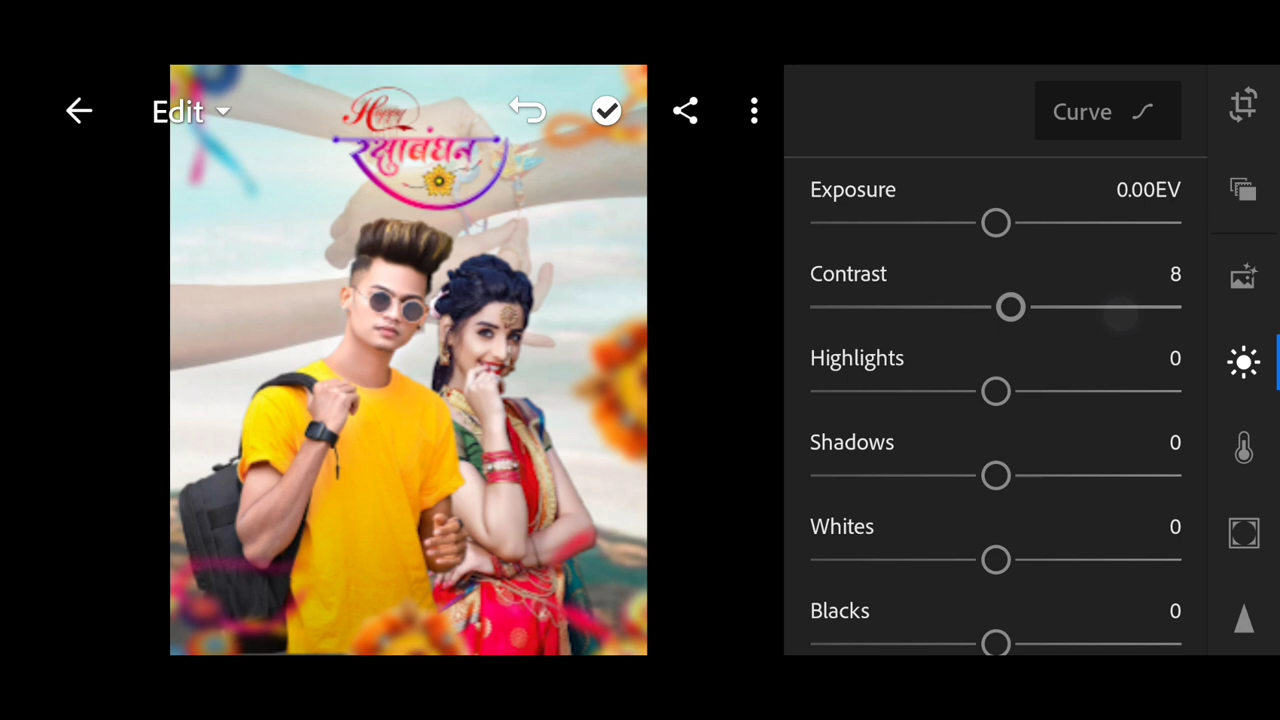 Edit
Happy
रक्षाबंधन
Curve
Exposure 0.00EV
Contrast 8
Highlights 0
Shadows 0
Whites 0
Blacks 0